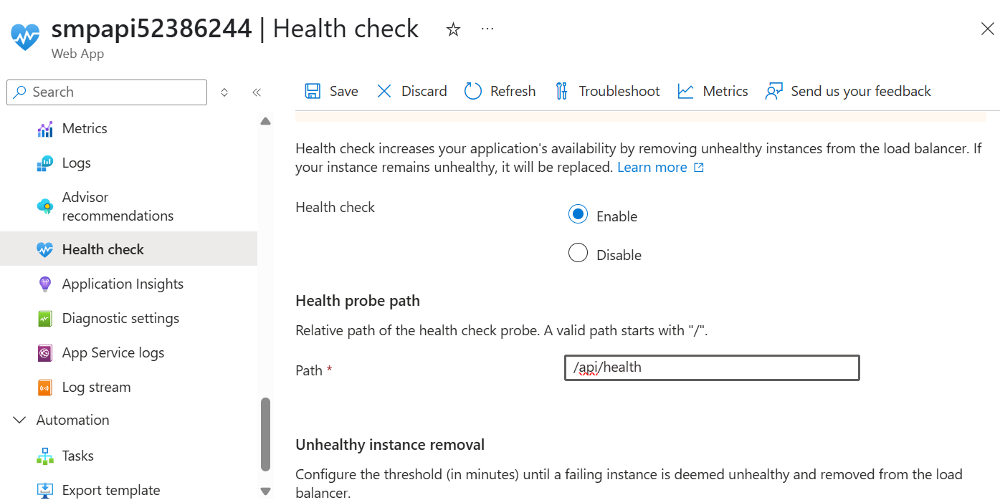 smpapi52386244 | Health check
Web App
Search
Save
Discard
Refresh
Troubleshoot
Metrics
Send us your feedback
Metrics
Logs
Advisor
recommendations
Health check
Application Insights
Diagnostic settings
App Service logs
Log stream
Automation
Tasks
Export template
Health check increases your application's availability by removing unhealthy instances from the load balancer. If
your instance remains unhealthy, it will be replaced. Learn more
Health check
Enable
Disable
Health probe path
Relative path of the health check probe. A valid path starts with "/".
Path *
/api/health
Unhealthy instance removal
Configure the threshold (in minutes) until a failing instance is deemed unhealthy and removed from the load
balancer.